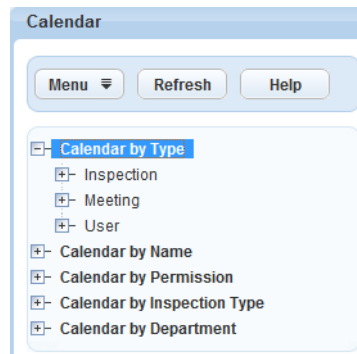 Calendar
Menu Refresh Help
Calendar by Type
Inspection
Meeting
User
Calendar by Name
Calendar by Permission
Calendar by Inspection Type
Calendar by Department